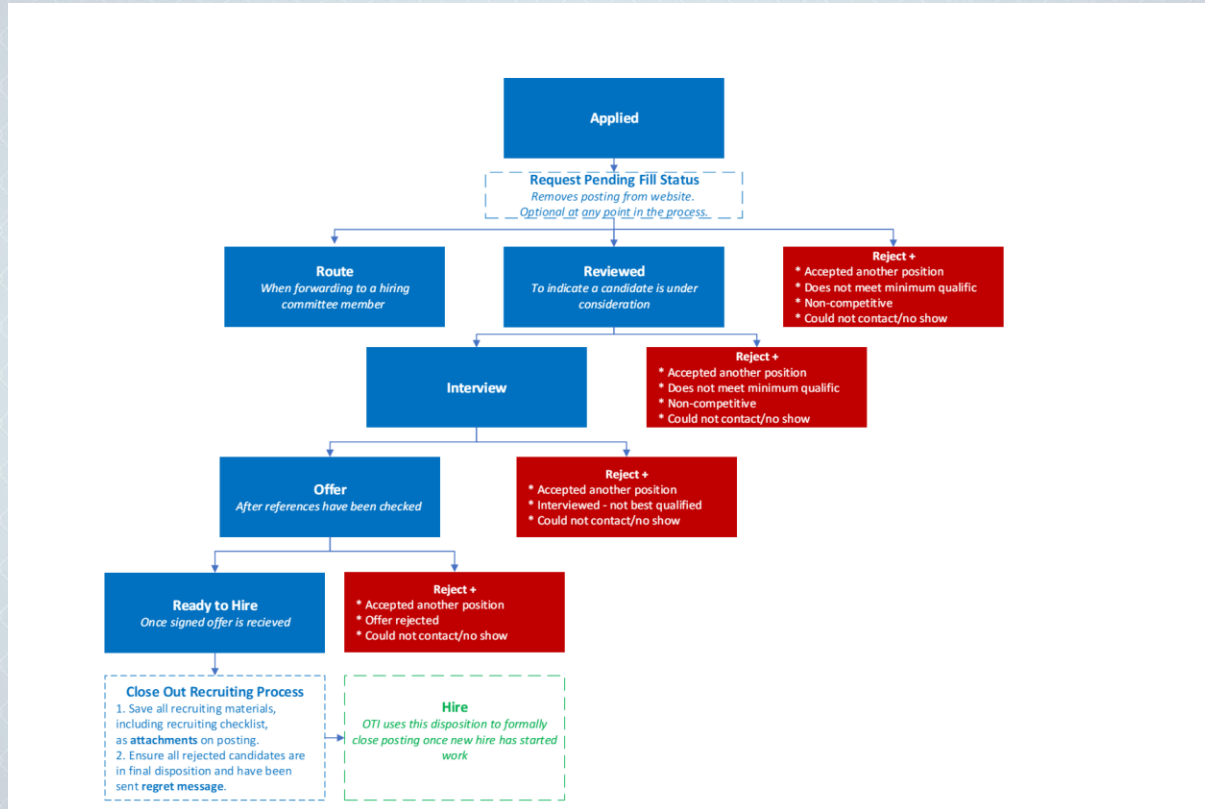 Applied
Request Pending Fill Status
Removes posting from website.
Optional at any point in the process.
Route
When forwarding to a hiring
committee member
Reviewed
To indicate a candidate is under
consideration
Reject +
* Accepted another position
* Does not meet minimum qualific
* Non-competitive
* Could not contact/no show
Interview
Reject +
* Accepted another position
* Does not meet minimum qualific
* Non-competitive
* Could not contact/no show
Offer
After references have been checked
Reject +
* Accepted another position
* Interviewed - not best qualified
* Could not contact/no show
Ready to Hire
Once signed offer is recieved
Reject +
* Accepted another position
* Offer rejected
* Could not contact/no show
Close Out Recruiting Process
1. Save all recruiting materials,
including recruiting checklist,
as attachments on posting.
2. Ensure all rejected candidates are
in final disposition and have been
sent regret message.
Hire
OTI uses this disposition to formally
close posting once new hire has started
work